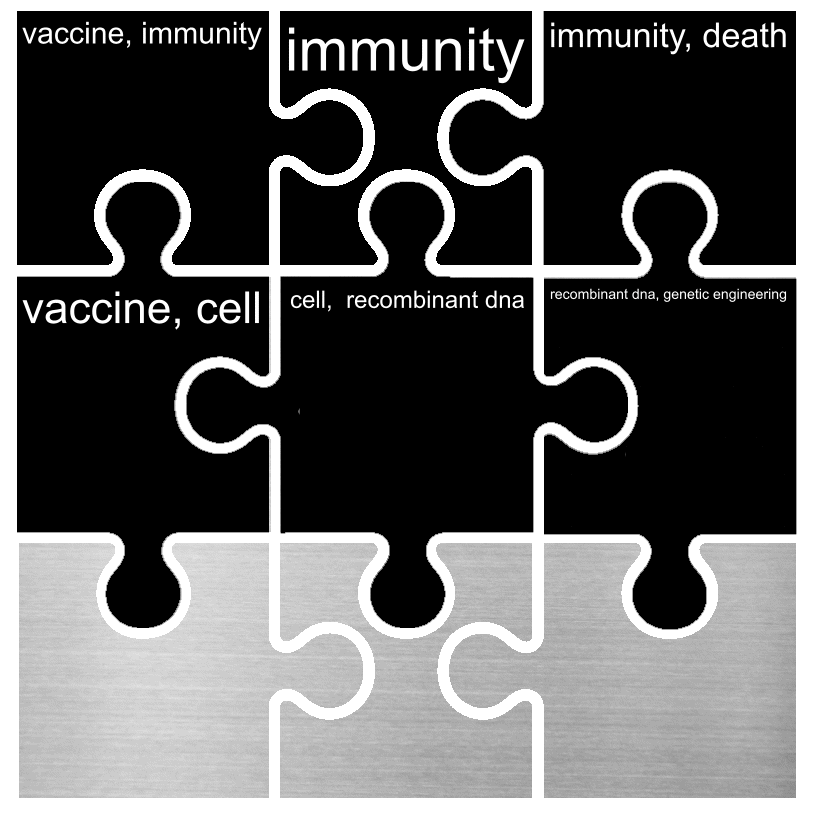 vaccine, immunity
immunity
immunity, death
vaccine, cell
cell,  recombinant dna
recombinant dna, genetic engineering